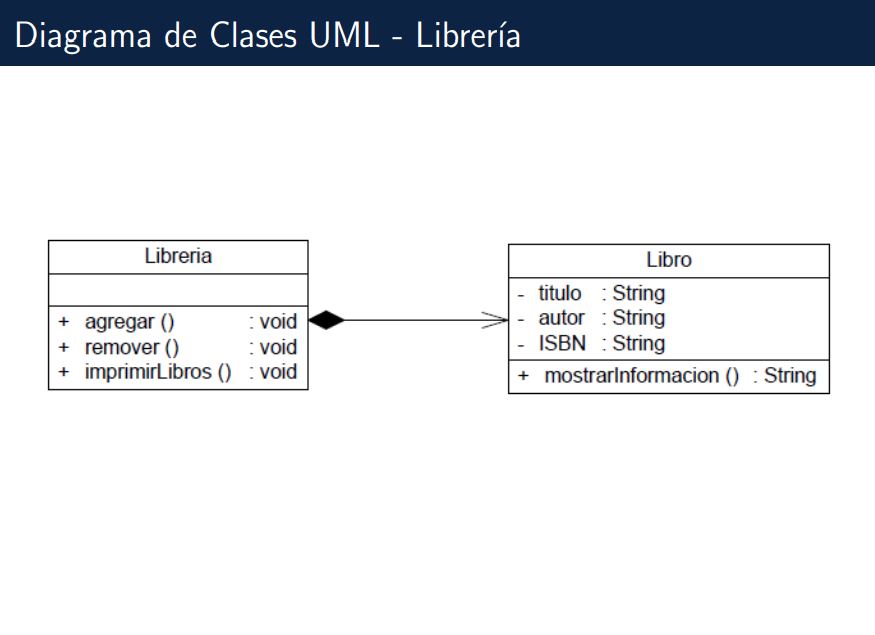 Diagrama de Clases UML - Librería
Libreria
+ agregar () : void
+ remover () : void
+ imprimirLibros () : void
Libro
- titulo : String
- autor : String
- ISBN : String
+ mostrarInformacion () : String